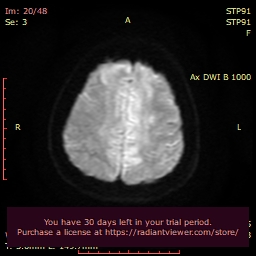 Im: 20/48
Se: 3
A
STP91
STP91
F
Ax DWI B 1000
R
L
You have 30 days left in your trial period.
Purchase a license at https://radiantviewer.com/store/